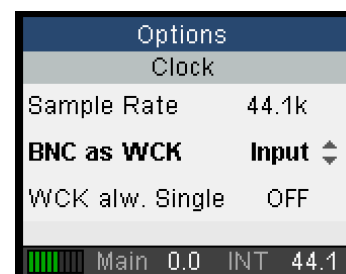 Options
Clock
Sample Rate 44.1k
BNC as WCK Input
WCK alw. Single OFF
Main 0.0 INT 44.1